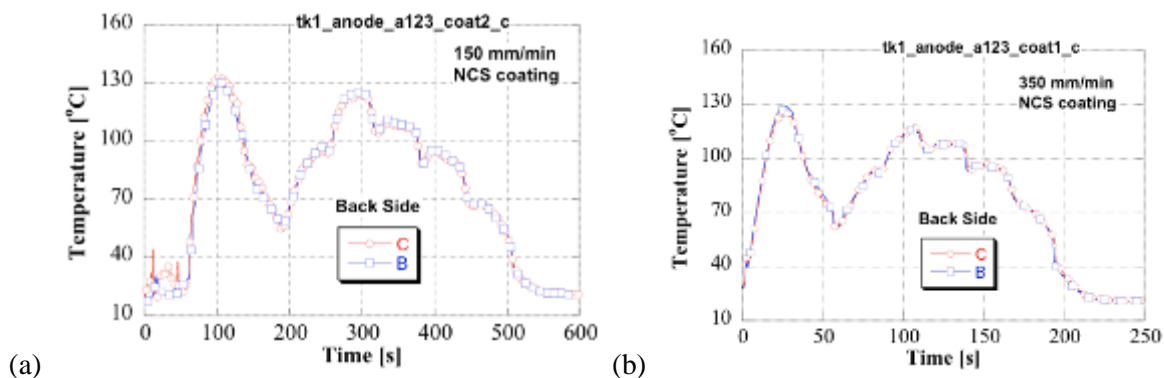 tk1_anode_a123_coat2_c
150 mm/min
NCS coating
Temperature [°C]
160
130
100
70
40
10
Back Side
C
B
0 100 200 300 400 500 600
Time [s]
(a)
tk1_anode_a123_coat1_c
350 mm/min
NCS coating
Temperature [°C]
160
130
100
70
40
10
Back Side
C
B
0 50 100 150 200 250
Time [s]
(b)